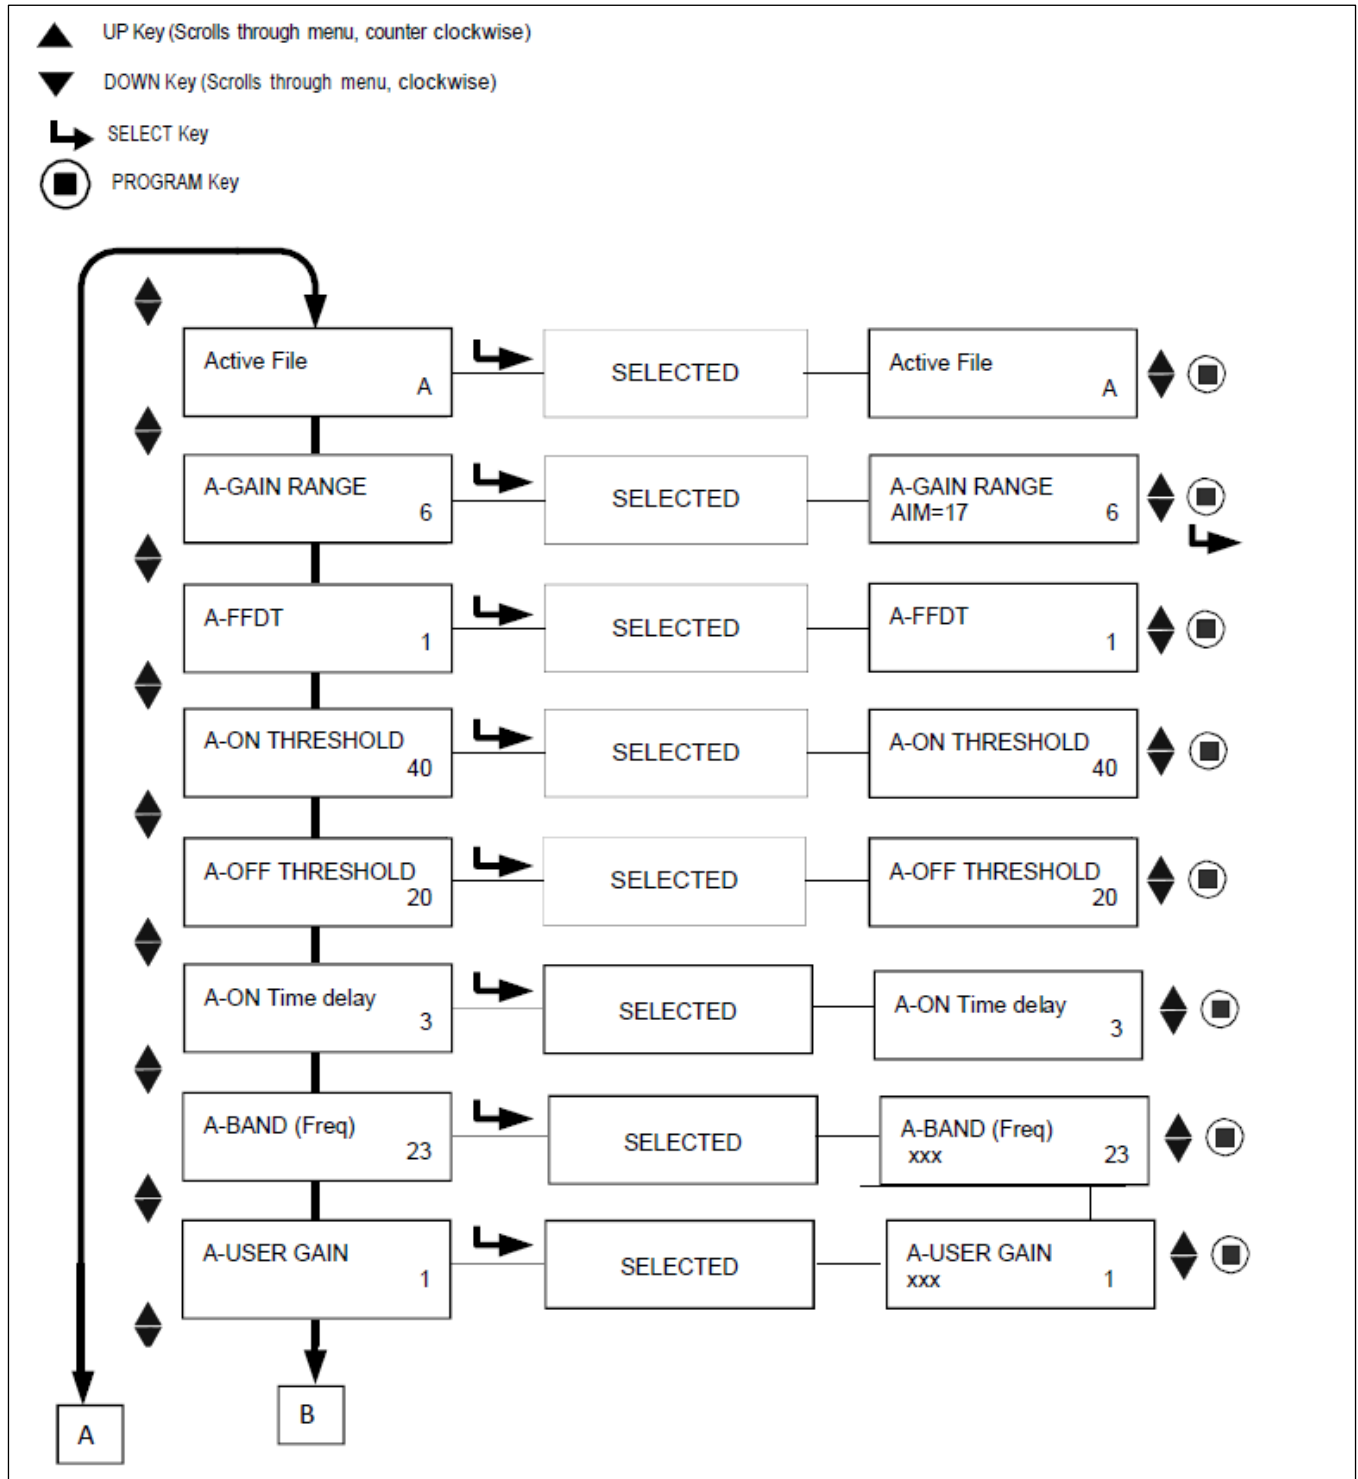 UP Key (Scrolls through menu, counter clockwise)
DOWN Key (Scrolls through menu, clockwise)
SELECT Key
PROGRAM Key
Active File
A
SELECTED
Active File
A
A-GAIN RANGE
6
SELECTED
A-GAIN RANGE
AIM=17 6
A-FFDT
1
SELECTED
A-FFDT
1
A-ON THRESHOLD
40
SELECTED
A-ON THRESHOLD
40
A-OFF THRESHOLD
20
SELECTED
A-OFF THRESHOLD
20
A-ON Time delay
3
SELECTED
A-ON Time delay
3
A-BAND (Freq)
23
SELECTED
A-BAND (Freq)
xxx 23
A-USER GAIN
1
SELECTED
A-USER GAIN
xxx 1
B
A